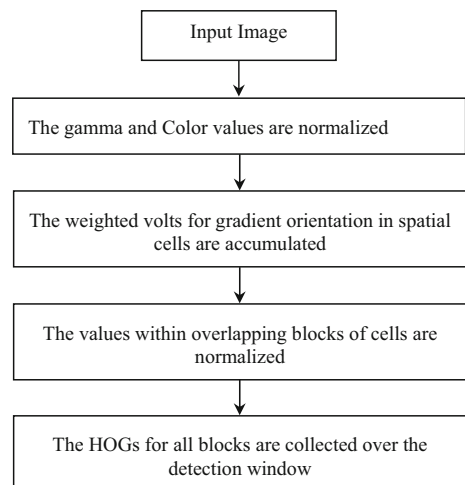 Input Image
The gamma and Color values are normalized
The weighted volts for gradient orientation in spatial
cells are accumulated
The values within overlapping blocks of cells are
normalized
The HOGs for all blocks are collected over the
detection window